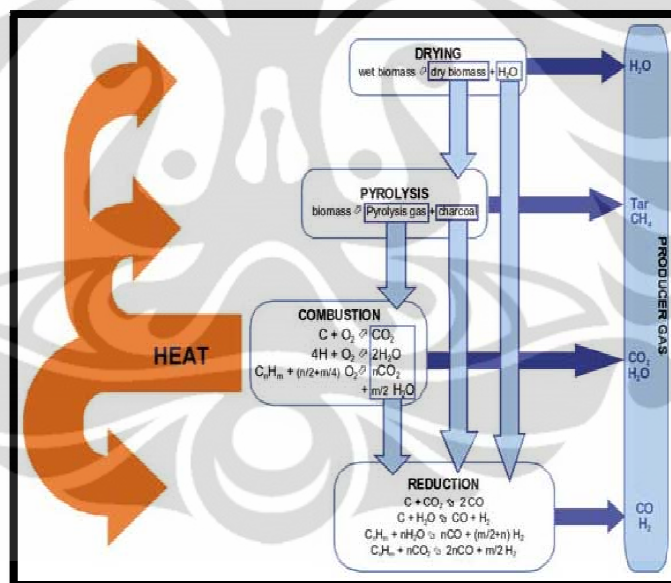 DRYING
wet biomass ⇗ dry biomass + H₂O
H₂O
PYROLYSIS
biomass ⇗ Pyrolysis gas + charcoal
Tar
CH₄
PRODUCER GAS
HEAT
COMBUSTION
C + O₂ ⇗ CO₂
4H + O₂ ⇗ 2H₂O
CₙHₘ + (n/2+m/4) O₂ ⇗ nCO₂
+ m/2 H₂O
CO₂
H₂O
REDUCTION
C + CO₂ ⇘ 2CO
C + H₂O ⇘ CO + H₂
CₙHₘ + nH₂O ⇘ nCO + (m/2+n) H₂
CₙHₘ + nCO₂ ⇘ 2nCO + m/2 H₂
CO
H₂